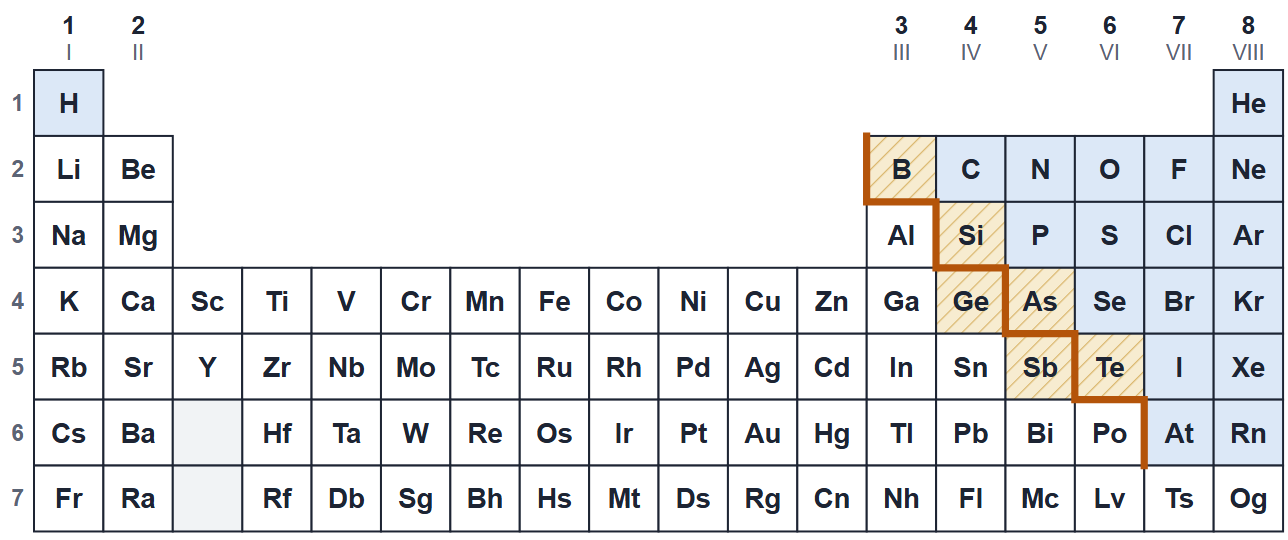 1 2 3 4 5 6 7 8
I II III IV V VI VII VIII
1 H He
2 Li Be B C N O F Ne
3 Na Mg Al Si P S Cl Ar
4 K Ca Sc Ti V Cr Mn Fe Co Ni Cu Zn Ga Ge As Se Br Kr
5 Rb Sr Y Zr Nb Mo Tc Ru Rh Pd Ag Cd In Sn Sb Te I Xe
6 Cs Ba Hf Ta W Re Os Ir Pt Au Hg Tl Pb Bi Po At Rn
7 Fr Ra Rf Db Sg Bh Hs Mt Ds Rg Cn Nh Fl Mc Lv Ts Og